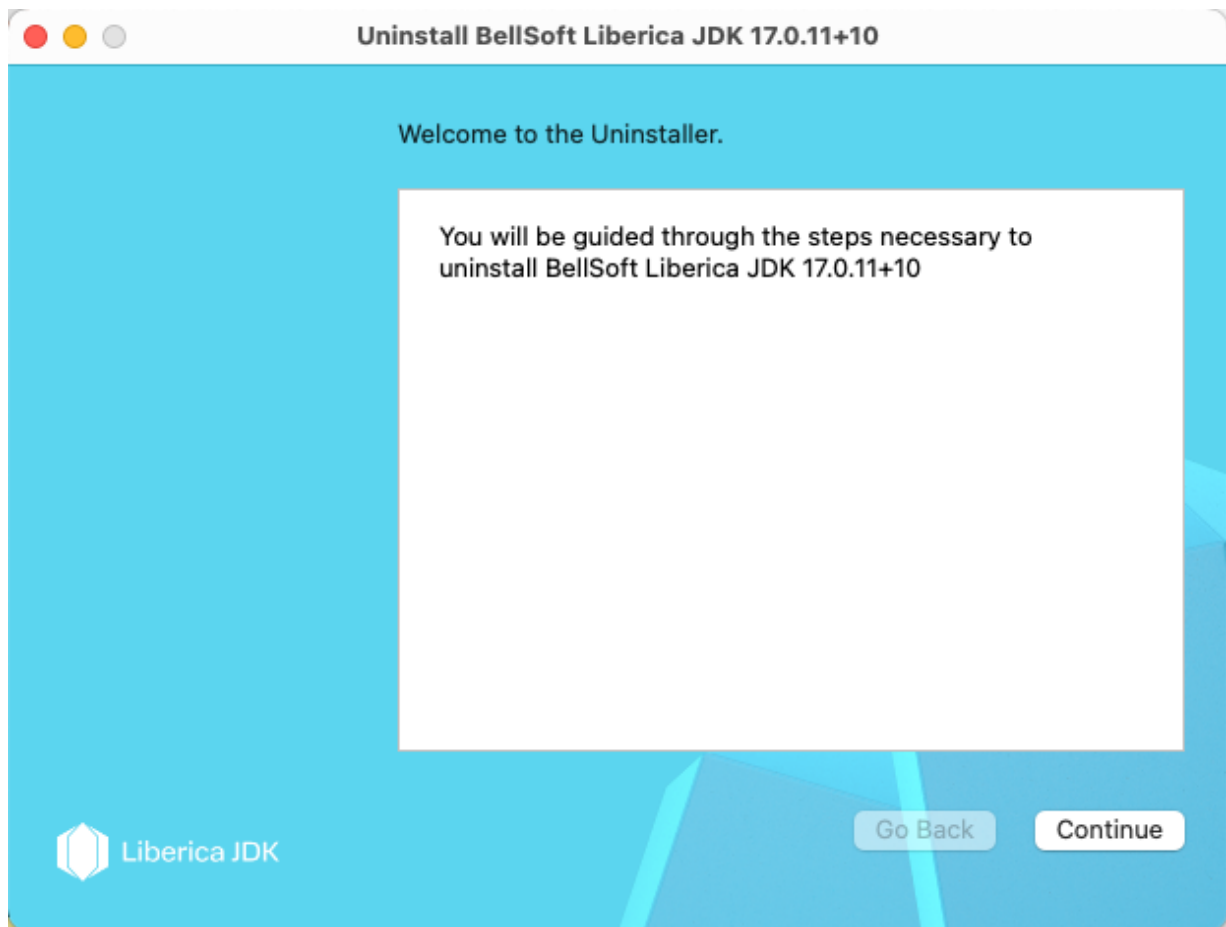 Uninstall BellSoft Liberica JDK 17.0.11+10
Welcome to the Uninstaller.
You will be guided through the steps necessary to
uninstall BellSoft Liberica JDK 17.0.11+10
Go Back
Continue
Liberica JDK